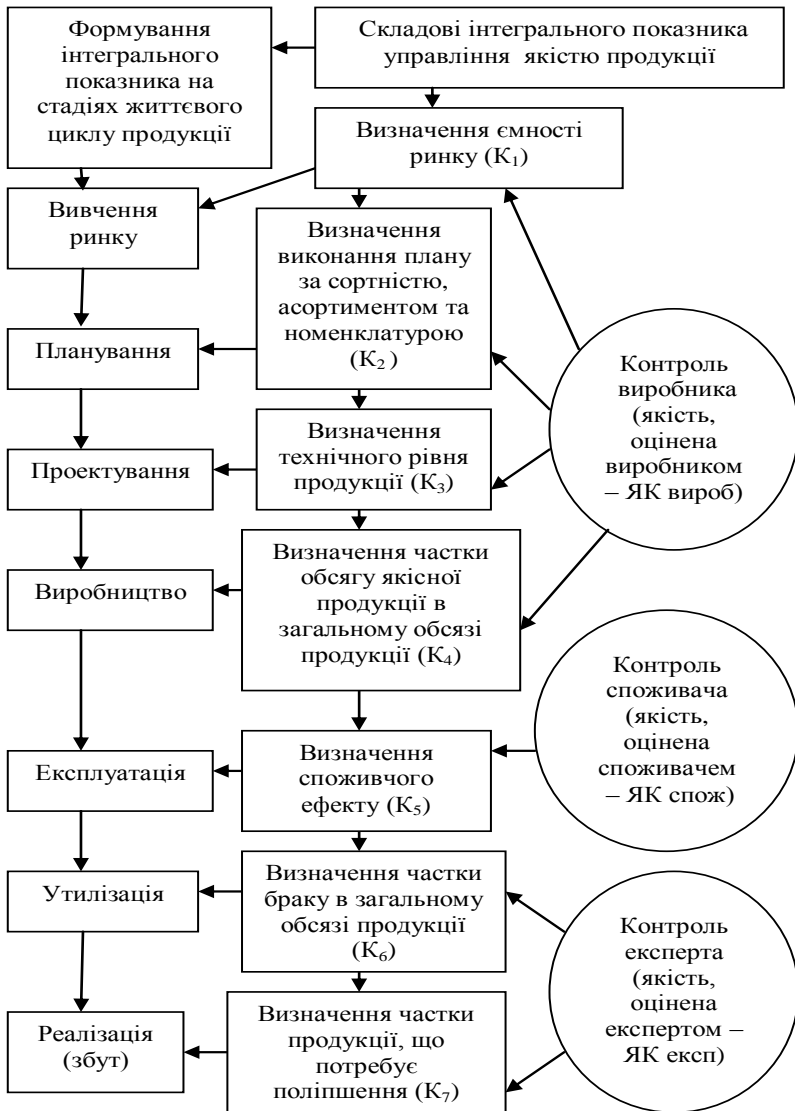 Формування
інтегрального
показника на
стадіях життєвого
циклу продукції
Складові інтегрального показника
управління якістю продукції
Визначення ємності
ринку (К₁)
Вивчення
ринку
Визначення
виконання плану
за сортністю,
асортиментом та
номенклатурою
(К₂ )
Планування
Контроль
виробника
(якість,
оцінена
виробником
– ЯК вироб)
Визначення
технічного рівня
продукції (К₃)
Проектування
Визначення частки
обсягу якісної
продукції в
загальному обсязі
продукції (К₄)
Виробництво
Контроль
споживача
(якість,
оцінена
споживачем
– ЯК спож)
Визначення
споживчого
ефекту (К₅)
Експлуатація
Визначення частки
браку в загальному
обсязі продукції
(К₆)
Утилізація
Контроль
експерта
(якість,
оцінена
експертом –
ЯК експ)
Визначення частки
продукції, що
потребує
поліпшення (К₇)
Реалізація
(збут)